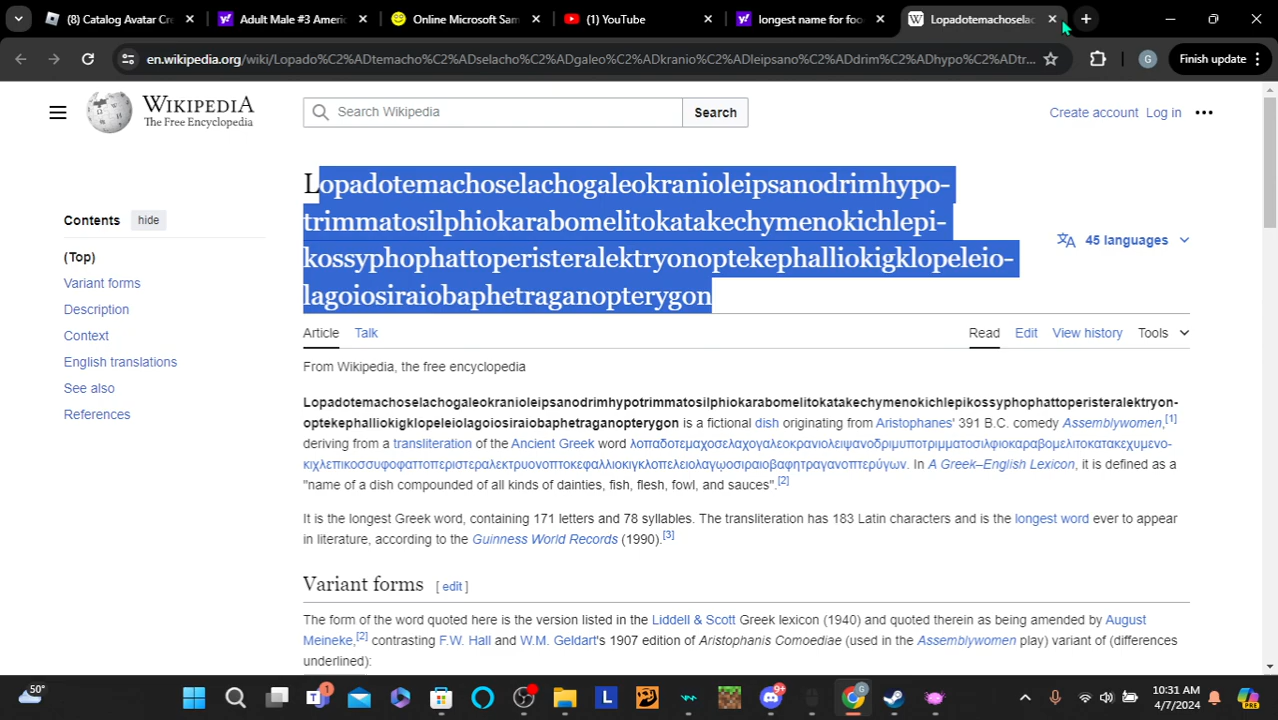 (1) Catalog Avatar Cre
Adult Male #3 Americ
Online Microsoft Sam
(1) YouTube
longest name for foo
Lopadotemachoselac
en.wikipedia.org/wiki/Lopado%C2%ADtemacho%C2%ADselacho%C2%ADgaleo%C2%ADkranio%C2%ADleipsano%C2%ADdrim%C2%ADhypo%C2%ADtr...
G
Finish update
WIKIPEDIA
The Free Encyclopedia
Search Wikipedia
Search
Create account Log in
Lopadotemachoselachogaleokranioleipsanodrimhypo-
trimmatosilphiokarabomelitokatakechymenokichlepi-
kossyphophattoperisteralektryonoptekephalliokigklopeleio-
lagoiosiraiobaphetraganopterygon
45 languages
Contents hide
(Top)
Variant forms
Description
Context
English translations
See also
References
Article Talk Read Edit View history Tools
From Wikipedia, the free encyclopedia
Lopadotemachoselachogaleokranioleipsanodrimhypotrimmatosilphiokarabomelitokatakechymenokichlepikossyphophattoperisteralektryon-
optekephalliokigklopeleiolagoiosiraiobaphetraganopterygon is a fictional dish originating from Aristophanes' 391 B.C. comedy Assemblywomen,[1]
deriving from a transliteration of the Ancient Greek word λοπαδοτεμαχοσελαχογαλεοκρανιολειψανοδριμυποτριμματοσιλφιοκαραβομελιτοκατακεχυμενο-
κιχλεπικοσσυφοφαττοπεριστεραλεκτρυονοπτοκεφαλλιοκιγκλοπελειολαγῳοσιραιοβαφητραγανοπτερύγων. In A Greek–English Lexicon, it is defined as a
"name of a dish compounded of all kinds of dainties, fish, flesh, fowl, and sauces".[2]
It is the longest Greek word, containing 171 letters and 78 syllables. The transliteration has 183 Latin characters and is the longest word ever to appear
in literature, according to the Guinness World Records (1990).[3]
Variant forms [ edit ]
The form of the word quoted here is the version listed in the Liddell & Scott Greek lexicon (1940) and quoted therein as being amended by August
Meineke,[2] contrasting F.W. Hall and W.M. Geldart's 1907 edition of Aristophanis Comoediae (used in the Assemblywomen play) variant of (differences
underlined):
50°
10:31 AM
4/7/2024